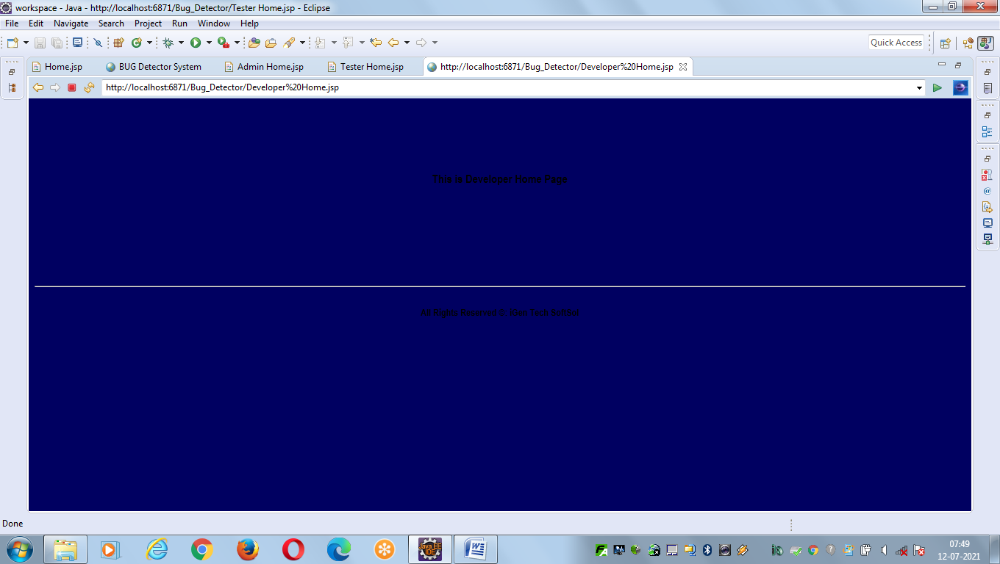 workspace - Java - http://localhost:6871/Bug_Detector/Tester Home.jsp - Eclipse
File Edit Navigate Search Project Run Window Help
Quick Access
Home.jsp BUG Detector System Admin Home.jsp Tester Home.jsp http://localhost:6871/Bug_Detector/Developer%20Home.jsp
http://localhost:6871/Bug_Detector/Developer%20Home.jsp
This is Developer Home Page
All Rights Reserved
Done
Java EE
IDE
07:49
12-07-2021